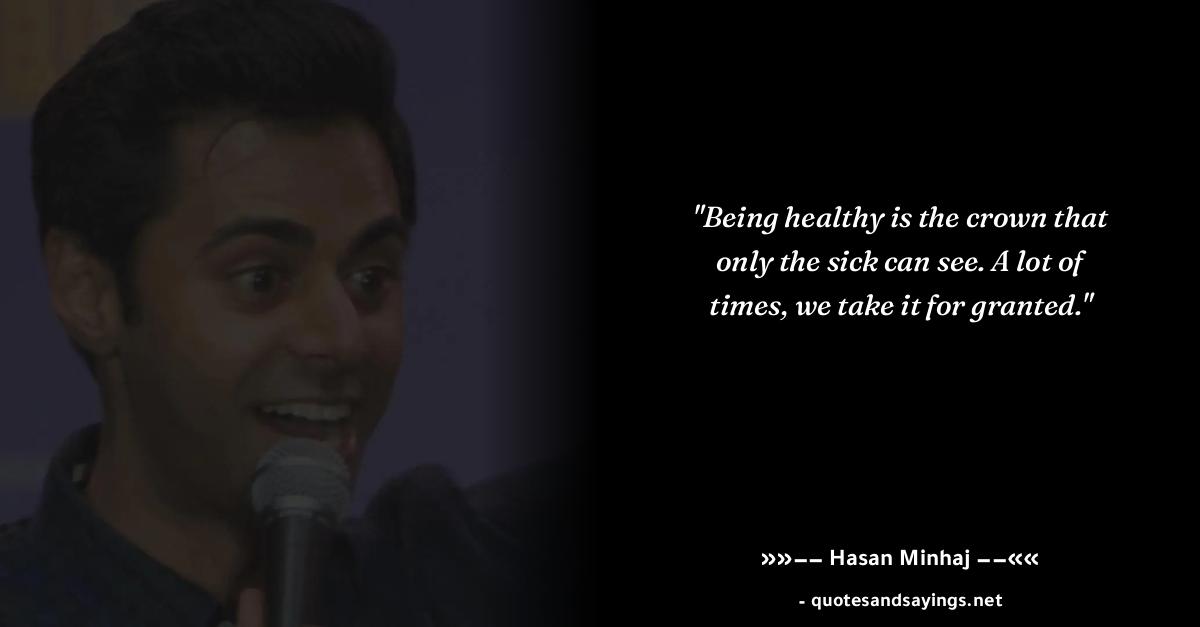 "Being healthy is the crown that
only the sick can see. A lot of
times, we take it for granted."
»»−− Hasan Minhaj −−««
- quotesandsayings.net